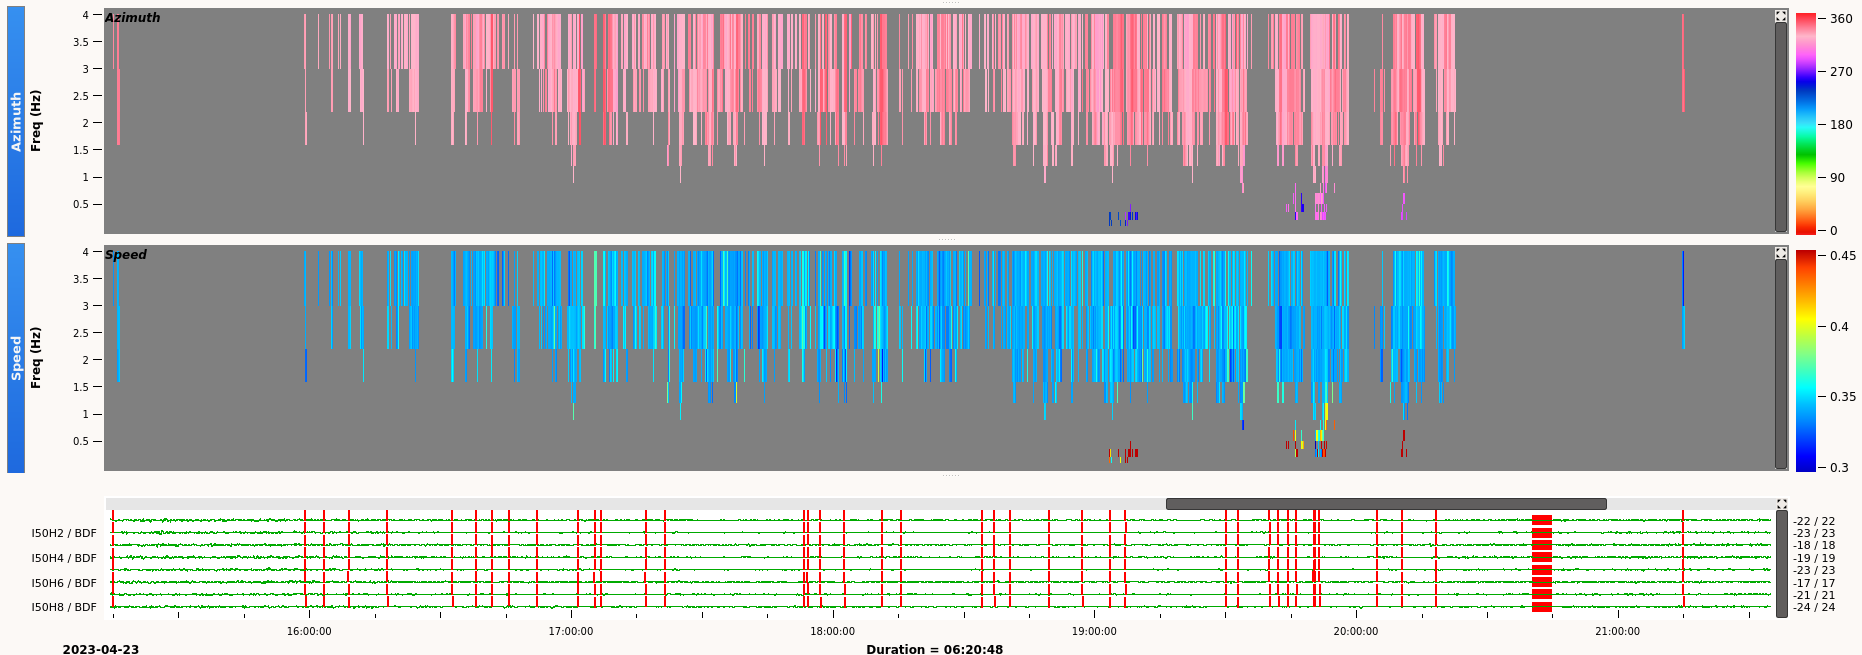 Azimuth
Azimuth
Freq (Hz)
4
3.5
3
2.5
2
1.5
1
0.5
360
270
180
90
0
Speed
Speed
Freq (Hz)
4
3.5
3
2.5
2
1.5
1
0.5
0.45
0.4
0.35
0.3
I50H2 / BDF
I50H4 / BDF
I50H6 / BDF
I50H8 / BDF
-22 / 22
-23 / 23
-18 / 18
-19 / 19
-23 / 23
-17 / 17
-21 / 21
-24 / 24
16:00:00 17:00:00 18:00:00 19:00:00 20:00:00 21:00:00
2023-04-23 Duration = 06:20:48